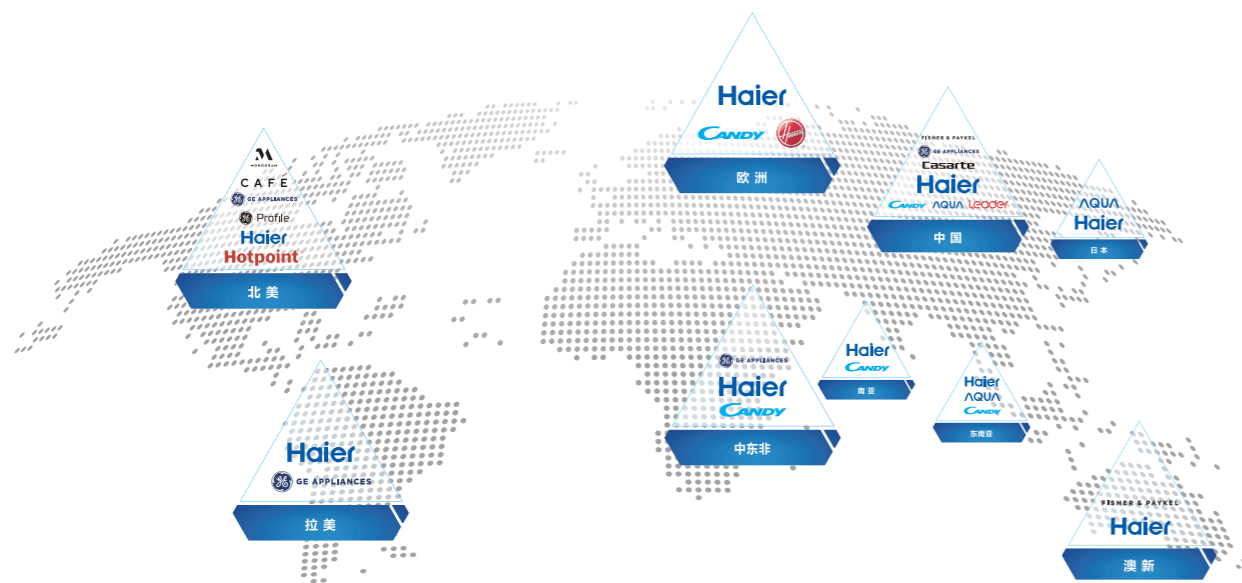 MONOGRAM
CAFÉ
GE APPLIANCES
Profile
Haier
Hotpoint
北美
Haier
CANDY
HOOVER
欧洲
FISHER & PAYKEL
GE APPLIANCES
Casarte
Haier
CANDY AQUA Leader
中国
AQUA
Haier
日本
GE APPLIANCES
Haier
CANDY
中东非
Haier
CANDY
南亚
Haier
AQUA
CANDY
东南亚
Haier
GE APPLIANCES
拉美
FISHER & PAYKEL
Haier
澳新